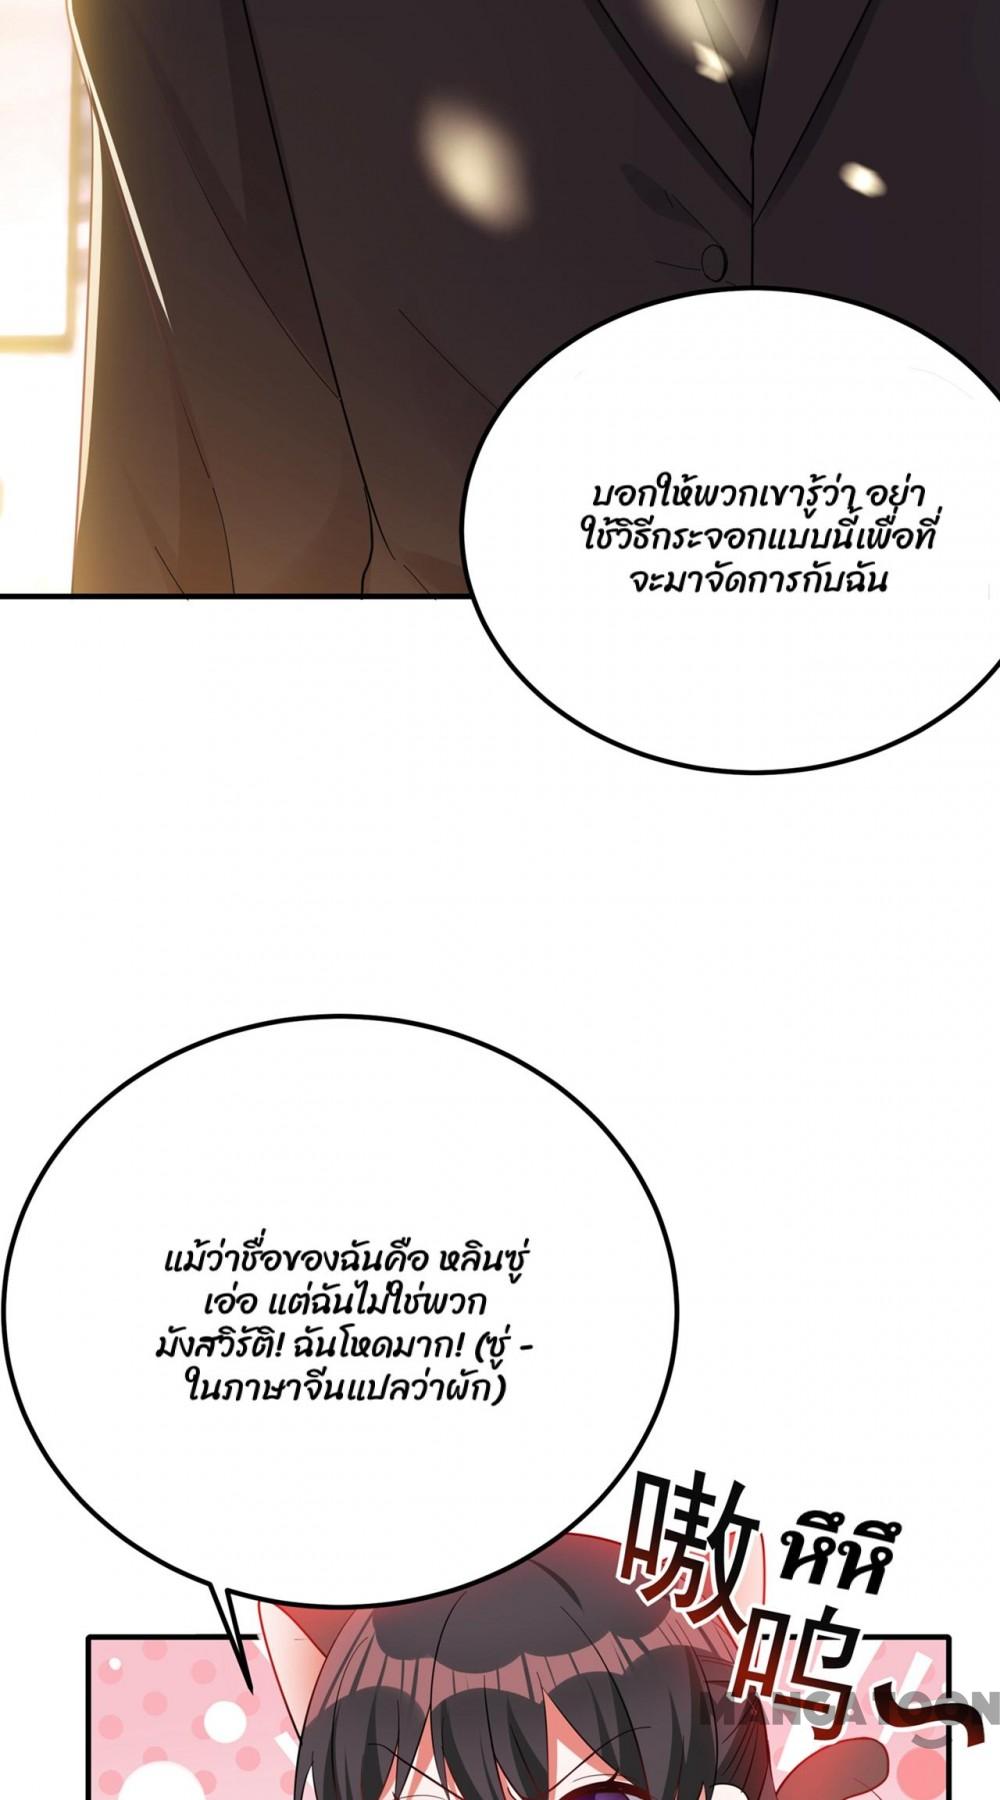 บอกให้พวกเขารู้ว่า อย่า
ใช้วิธีกระจอกแบบนี้เพื่อที่
จะมาจัดการกับฉัน
แม้ว่าชื่อของฉันคือ หลินซู่
เอ่อ แต่ฉันไม่ใช่พวก
มังสวิรัติ! ฉันโหดมาก! (ซู่ -
ในภาษาจีนแปลว่าผัก)
嗷
หึหึ
呜~
MANGATOON